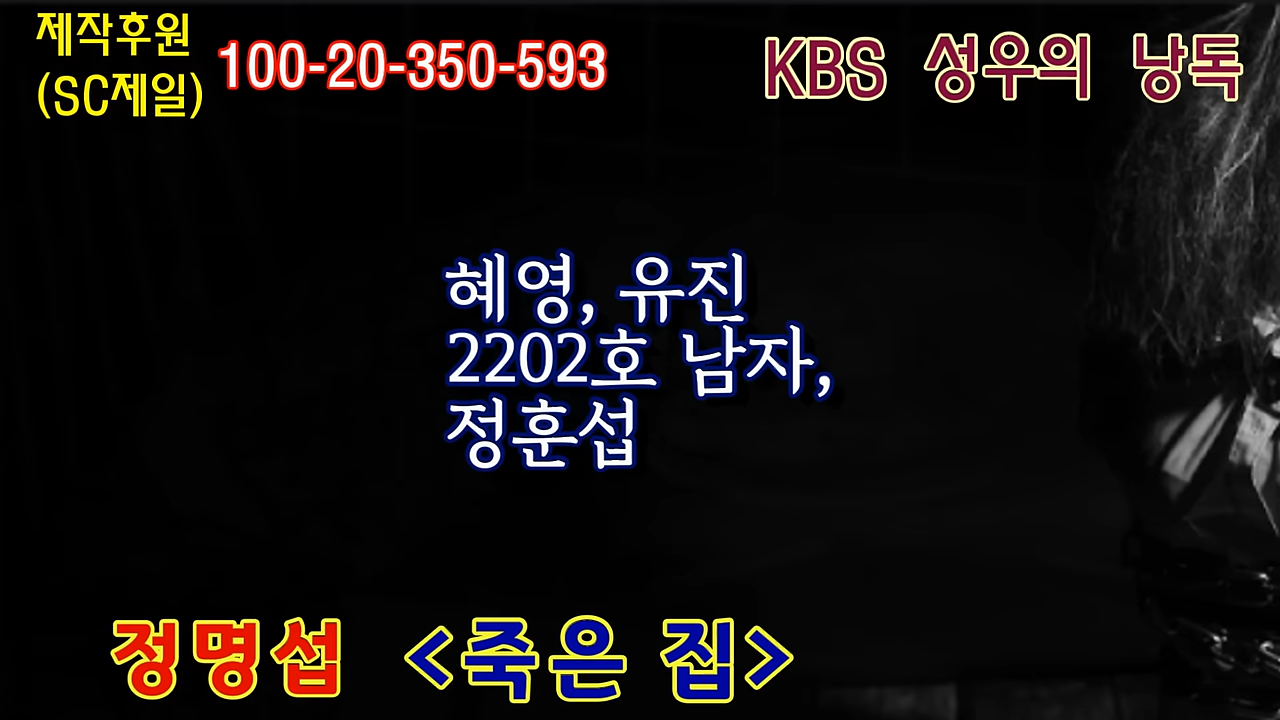 제작후원
(SC제일)
100-20-350-593
KBS 성우의 낭독
혜영, 유진
2202호 남자,
정훈섭
정명섭 <죽은 집>